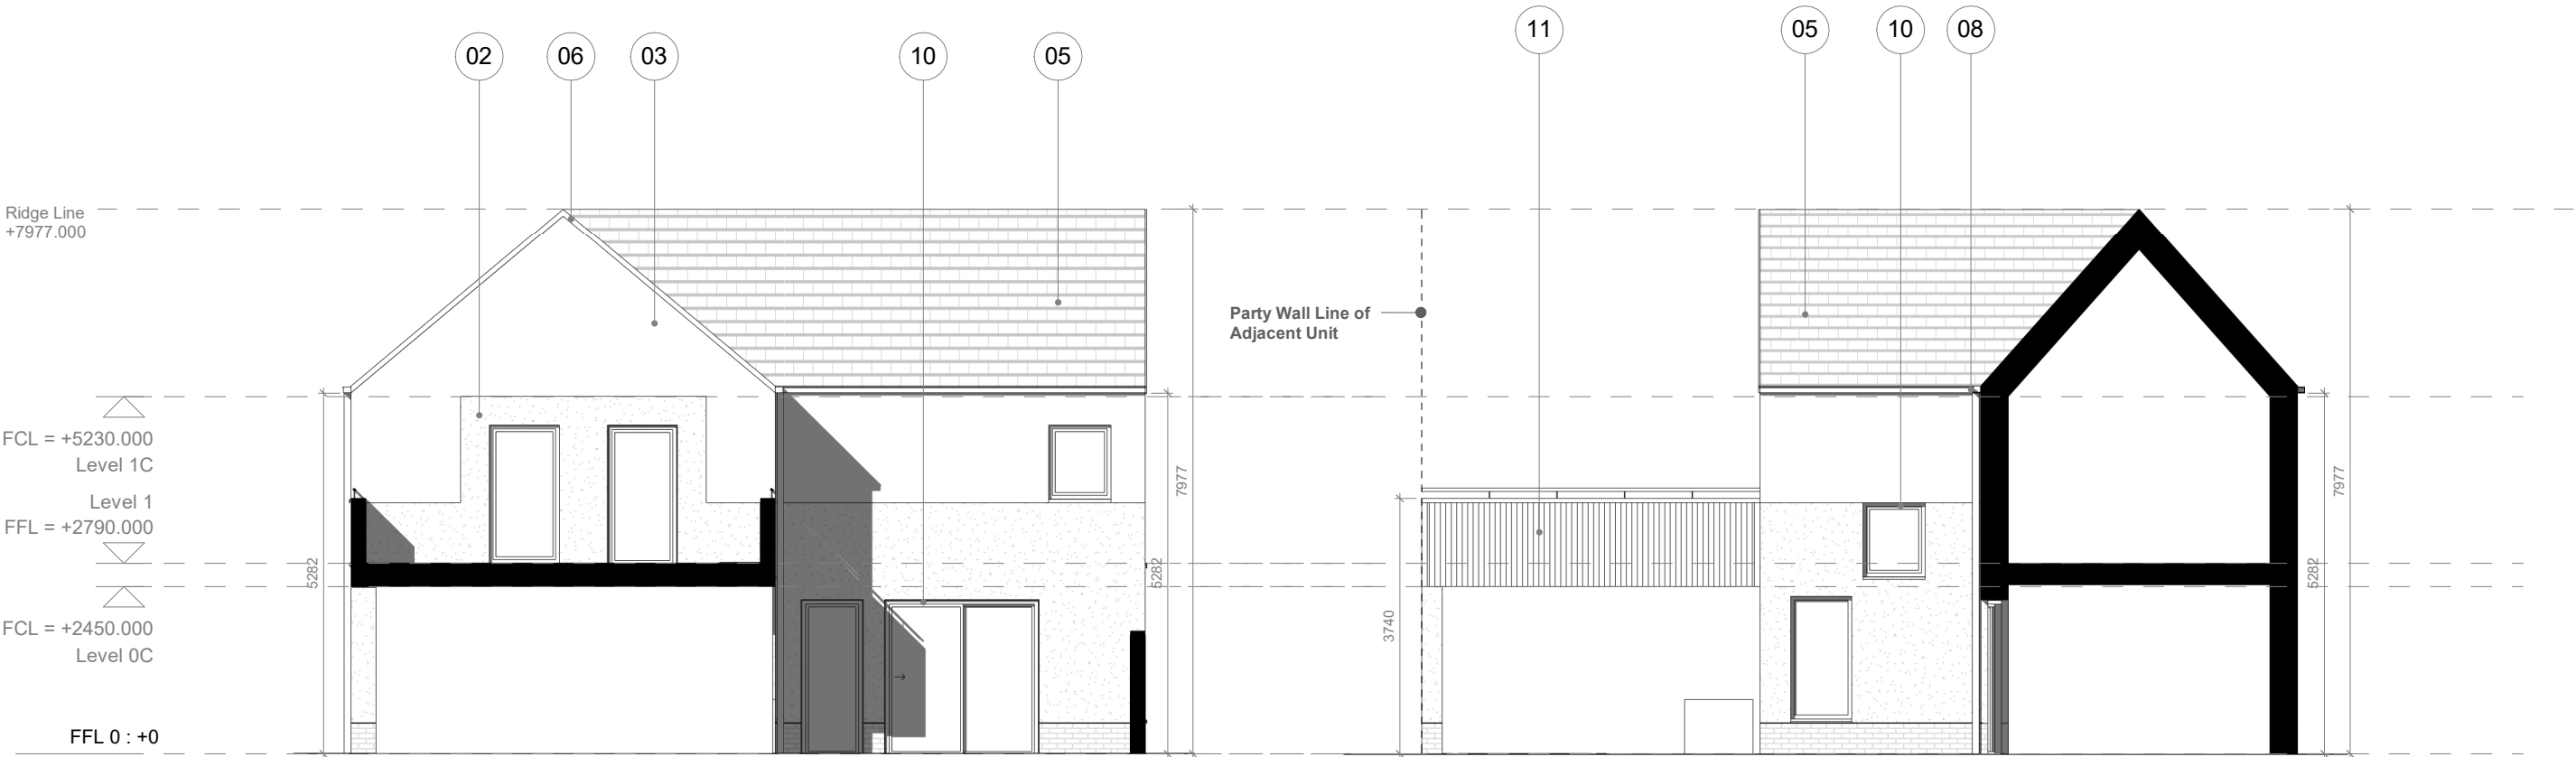 02
06
03
10
05
11
05
10
08
Ridge Line
+7977.000
Party Wall Line of
Adjacent Unit
FCL = +5230.000
Level 1C
Level 1
FFL = +2790.000
FCL = +2450.000
Level 0C
FFL 0 : +0
5282
5282
7977
3740
5282
7977